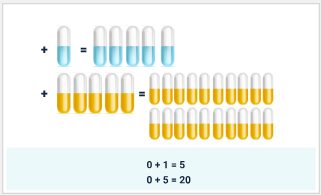 + =
+ =
0 + 1 = 5
0 + 5 = 20